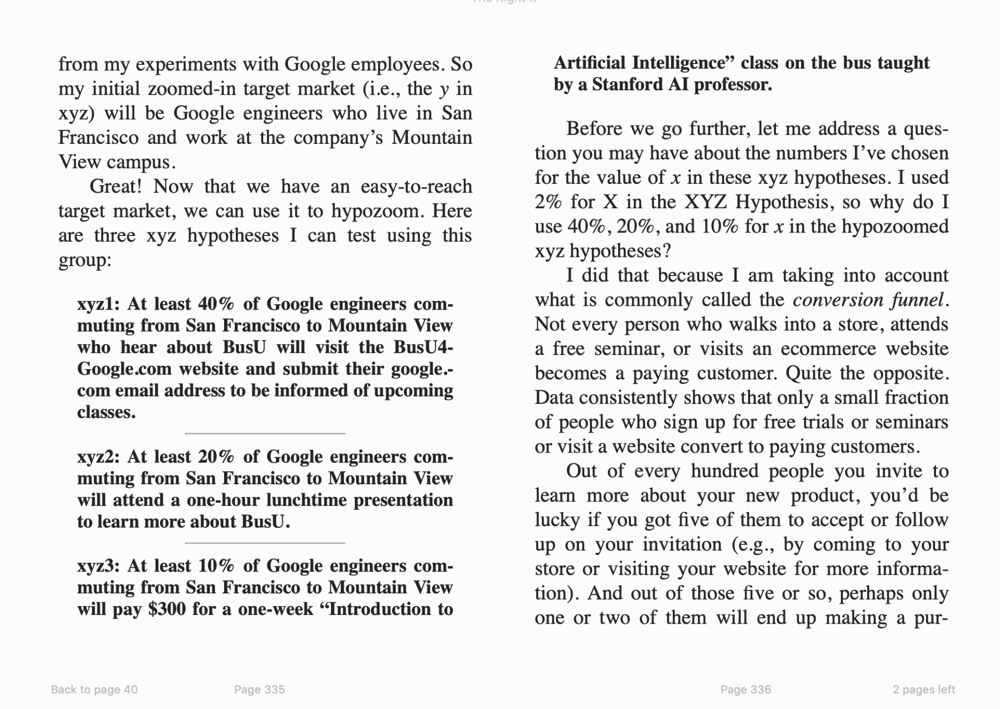 from my experiments with Google employees. So
my initial zoomed-in target market (i.e., the y in
xyz) will be Google engineers who live in San
Francisco and work at the company’s Mountain
View campus.
Great! Now that we have an easy-to-reach
target market, we can use it to hypozoom. Here
are three xyz hypotheses I can test using this
group:
xyz1: At least 40% of Google engineers com-
muting from San Francisco to Mountain View
who hear about BusU will visit the BusU4-
Google.com website and submit their google.-
com email address to be informed of upcoming
classes.
xyz2: At least 20% of Google engineers com-
muting from San Francisco to Mountain View
will attend a one-hour lunchtime presentation
to learn more about BusU.
xyz3: At least 10% of Google engineers com-
muting from San Francisco to Mountain View
will pay $300 for a one-week “Introduction to
Artificial Intelligence” class on the bus taught
by a Stanford AI professor.
Before we go further, let me address a ques-
tion you may have about the numbers I’ve chosen
for the value of x in these xyz hypotheses. I used
2% for X in the XYZ Hypothesis, so why do I
use 40%, 20%, and 10% for x in the hypozoomed
xyz hypotheses?
I did that because I am taking into account
what is commonly called the conversion funnel.
Not every person who walks into a store, attends
a free seminar, or visits an ecommerce website
becomes a paying customer. Quite the opposite.
Data consistently shows that only a small fraction
of people who sign up for free trials or seminars
or visit a website convert to paying customers.
Out of every hundred people you invite to
learn more about your new product, you’d be
lucky if you got five of them to accept or follow
up on your invitation (e.g., by coming to your
store or visiting your website for more informa-
tion). And out of those five or so, perhaps only
one or two of them will end up making a pur-
Back to page 40
Page 335
Page 336
2 pages left